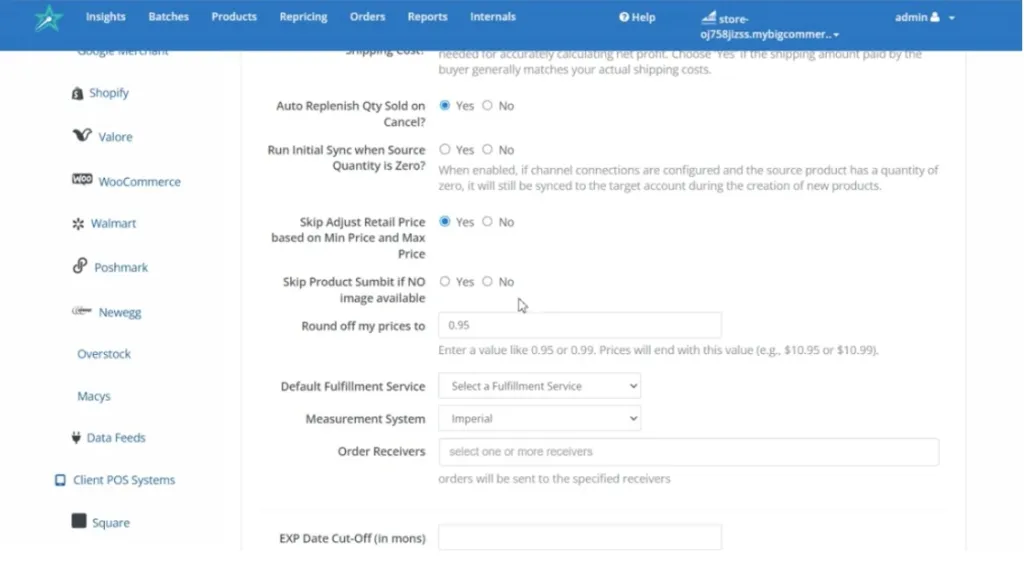 Insights Batches Products Repricing Orders Reports Internals Help store-
oj758jizss.mybigcommer.. admin
Google Merchant
Shopify
Valore
WOO WooCommerce
Walmart
Poshmark
Newegg
Overstock
Macys
Data Feeds
Client POS Systems
Square
Shipping Cost?
needed for accurately calculating net profit. Choose 'Yes' if the shipping amount paid by the
buyer generally matches your actual shipping costs.
Auto Replenish Qty Sold on
Cancel?
Yes No
Run Initial Sync when Source
Quantity is Zero?
Yes No
When enabled, if channel connections are configured and the source product has a quantity of
zero, it will still be synced to the target account during the creation of new products.
Skip Adjust Retail Price
based on Min Price and Max
Price
Yes No
Skip Product Sumbit if NO
image available
Yes No
Round off my prices to
0.95
Enter a value like 0.95 or 0.99. Prices will end with this value (e.g., $10.95 or $10.99).
Default Fulfillment Service
Select a Fulfillment Service
Measurement System
Imperial
Order Receivers
select one or more receivers
orders will be sent to the specified receivers
EXP Date Cut-Off (in mons)